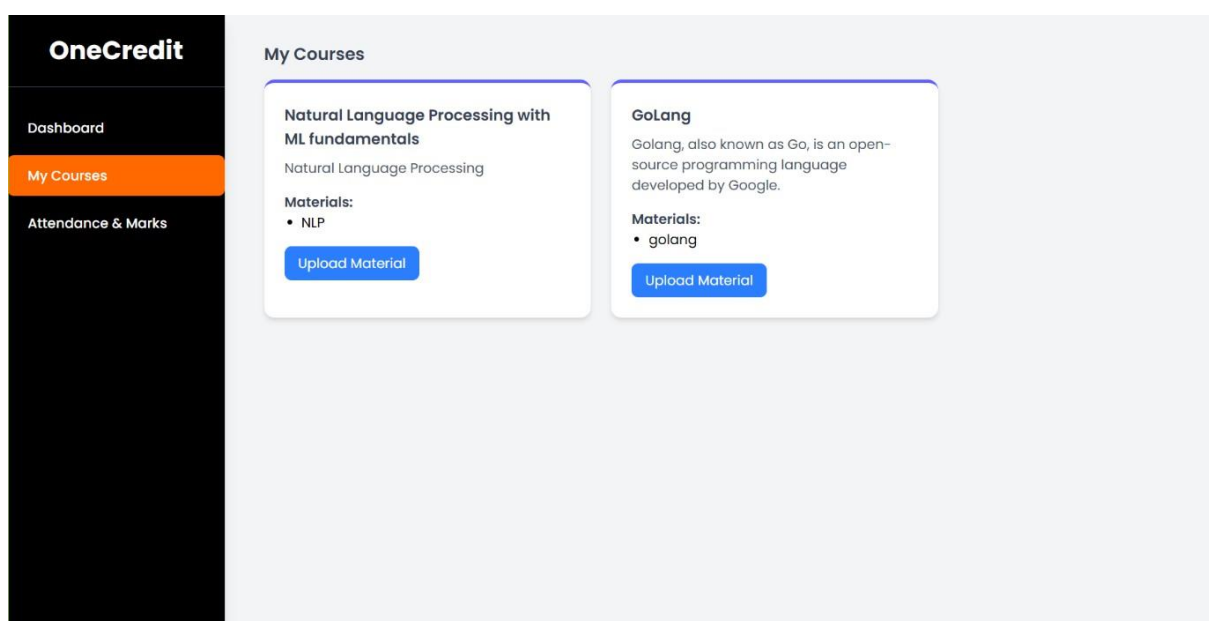 OneCredit
Dashboard
My Courses
Attendance & Marks
My Courses
Natural Language Processing with
ML fundamentals
Natural Language Processing
Materials:
• NLP
Upload Material
GoLang
Golang, also known as Go, is an open-
source programming language
developed by Google.
Materials:
• golang
Upload Material